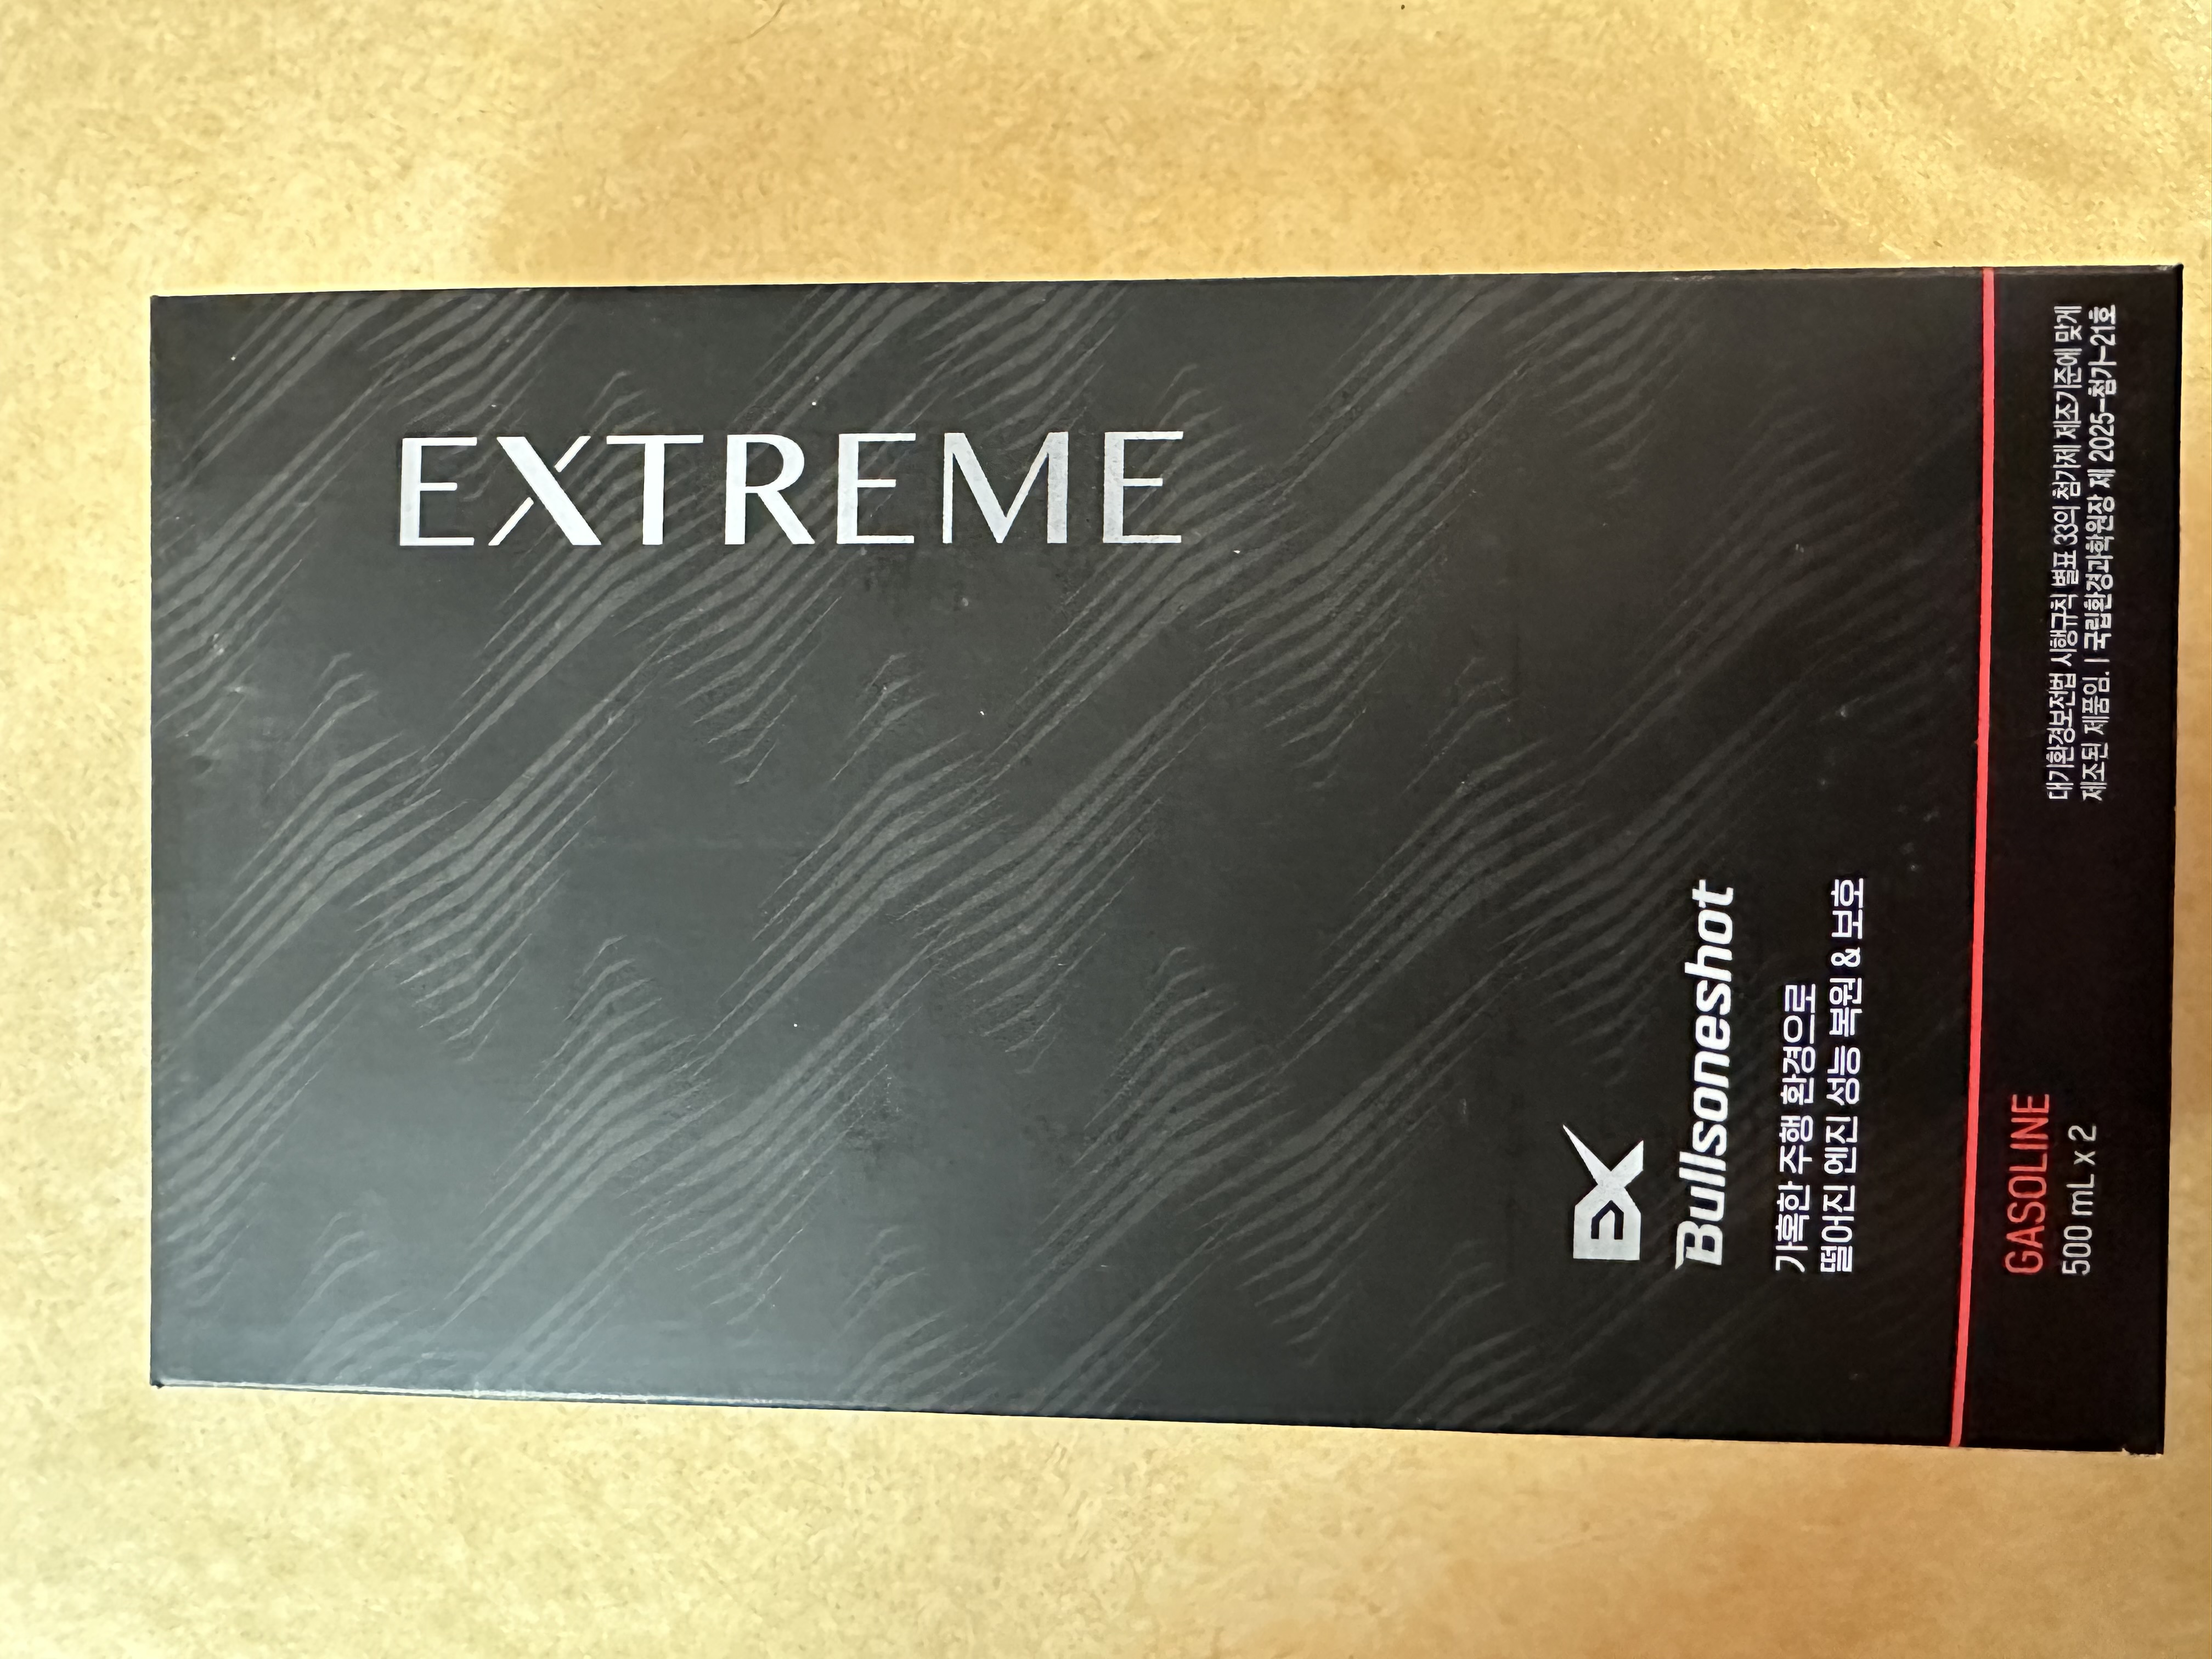 EXTREME
EX
Bullsoneshot
가혹한 주행 환경으로
떨어진 엔진 성능 복원 & 보호
GASOLINE
500 mL x 2
대기환경보전법 시행규칙 별표 33의 첨가제 제조기준에 맞게
제조된 제품임. | 국립환경과학원장 제 2025-첨가-21호